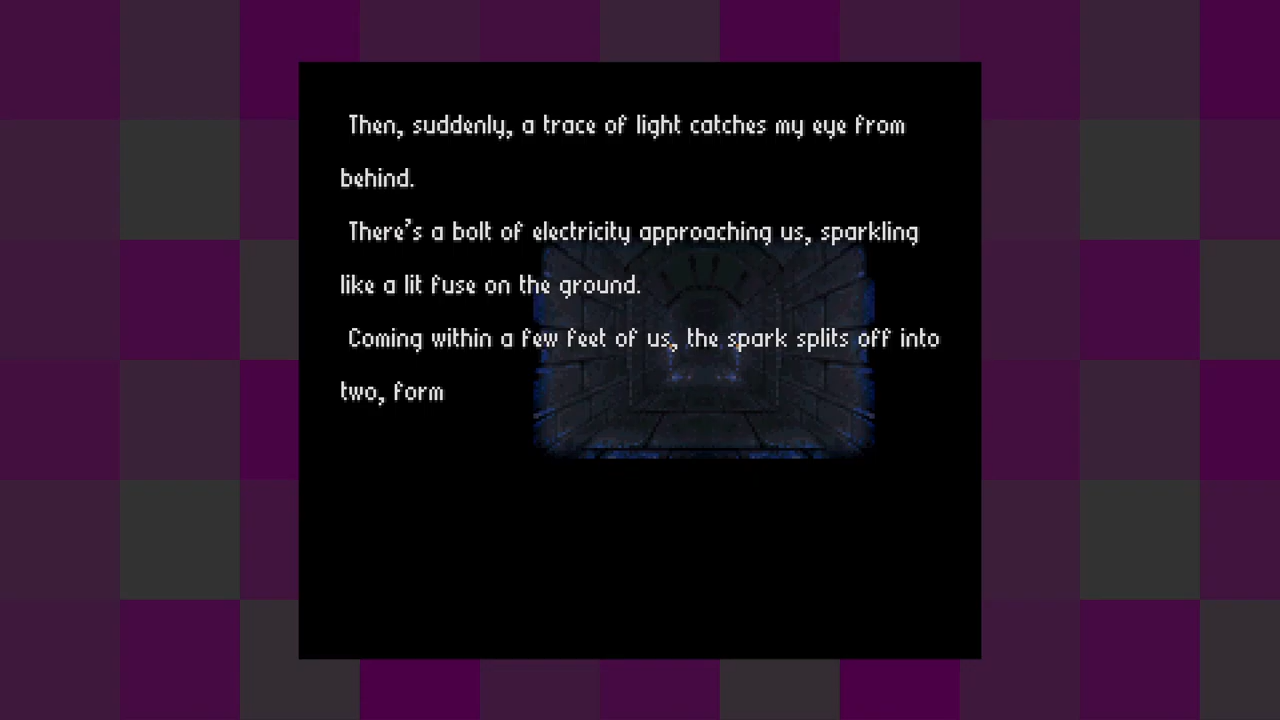 Then, suddenly, a trace of light catches my eye from
behind.
There's a bolt of electricity approaching us, sparkling
like a lit fuse on the ground.
Coming within a few feet of us, the spark splits off into
two, form